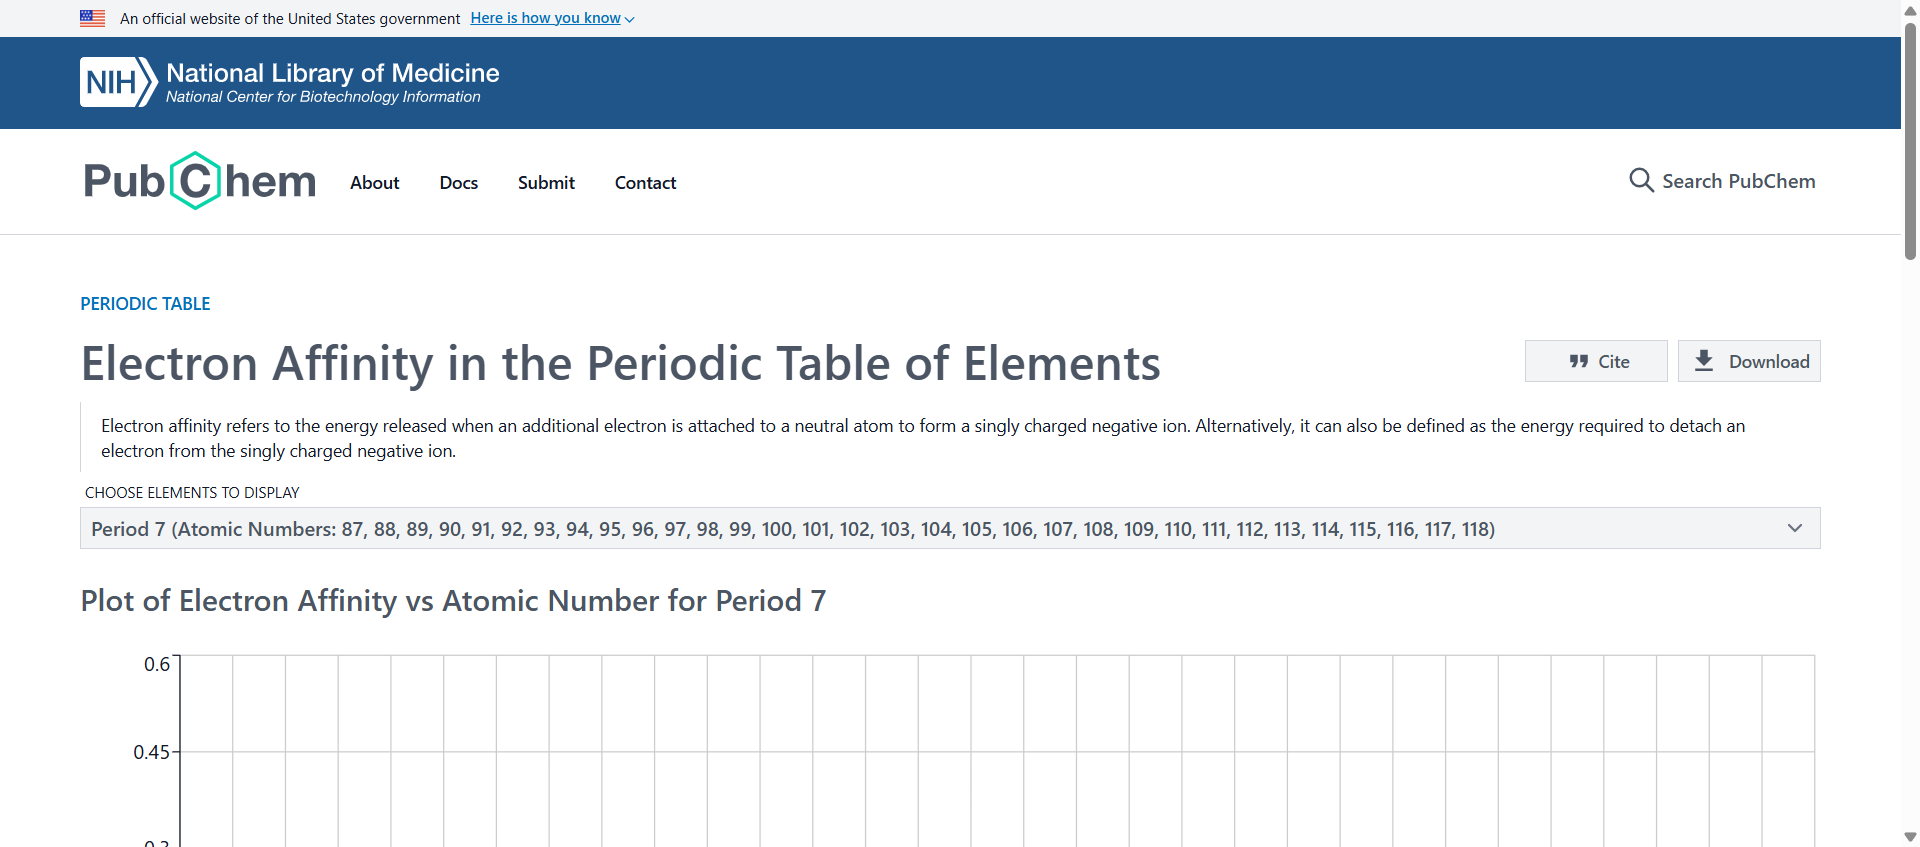 An official website of the United States government Here is how you know
NIH National Library of Medicine
National Center for Biotechnology Information
PubChem About Docs Submit Contact Search PubChem
PERIODIC TABLE
Electron Affinity in the Periodic Table of Elements
Cite Download
Electron affinity refers to the energy released when an additional electron is attached to a neutral atom to form a singly charged negative ion. Alternatively, it can also be defined as the energy required to detach an
electron from the singly charged negative ion.
CHOOSE ELEMENTS TO DISPLAY
Period 7 (Atomic Numbers: 87, 88, 89, 90, 91, 92, 93, 94, 95, 96, 97, 98, 99, 100, 101, 102, 103, 104, 105, 106, 107, 108, 109, 110, 111, 112, 113, 114, 115, 116, 117, 118)
Plot of Electron Affinity vs Atomic Number for Period 7
0.6
0.45